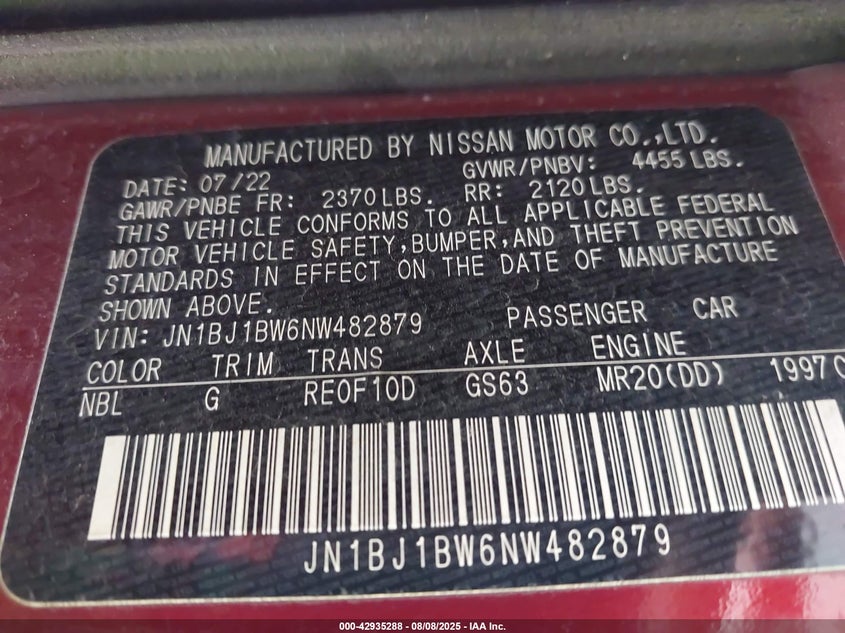 MANUFACTURED BY NISSAN MOTOR CO.,LTD.
DATE: 07/22 GVWR/PNBV: 4455 LBS.
GAWR/PNBE FR: 2370 LBS. RR: 2120 LBS.
THIS VEHICLE CONFORMS TO ALL APPLICABLE FEDERAL
MOTOR VEHICLE SAFETY,BUMPER,AND THEFT PREVENTION
STANDARDS IN EFFECT ON THE DATE OF MANUFACTURE
SHOWN ABOVE.
VIN: JN1BJ1BW6NW482879 PASSENGER CAR
COLOR TRIM TRANS AXLE ENGINE
NBL G RE0F10D GS63 MR20(DD) 1997C
JN1BJ1BW6NW482879
000-42935288 - 08/08/2025 - IAA Inc.